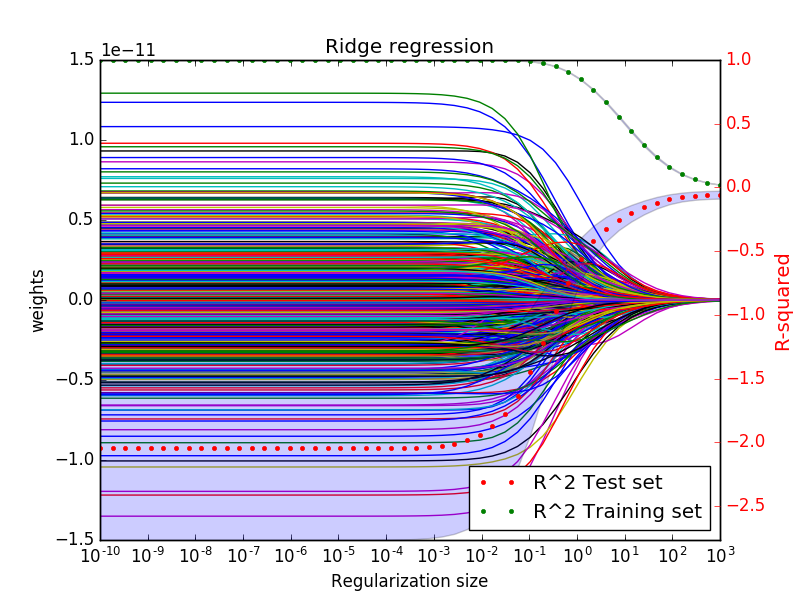 Ridge regression
1e−11
1.5
1.0
0.5
0.0
−0.5
−1.0
−1.5
weights
1.0
0.5
0.0
−0.5
−1.0
−1.5
−2.0
−2.5
R-squared
R^2 Test set
R^2 Training set
10^-10 10^-9 10^-8 10^-7 10^-6 10^-5 10^-4 10^-3 10^-2 10^-1 10^0 10^1 10^2 10^3
Regularization size